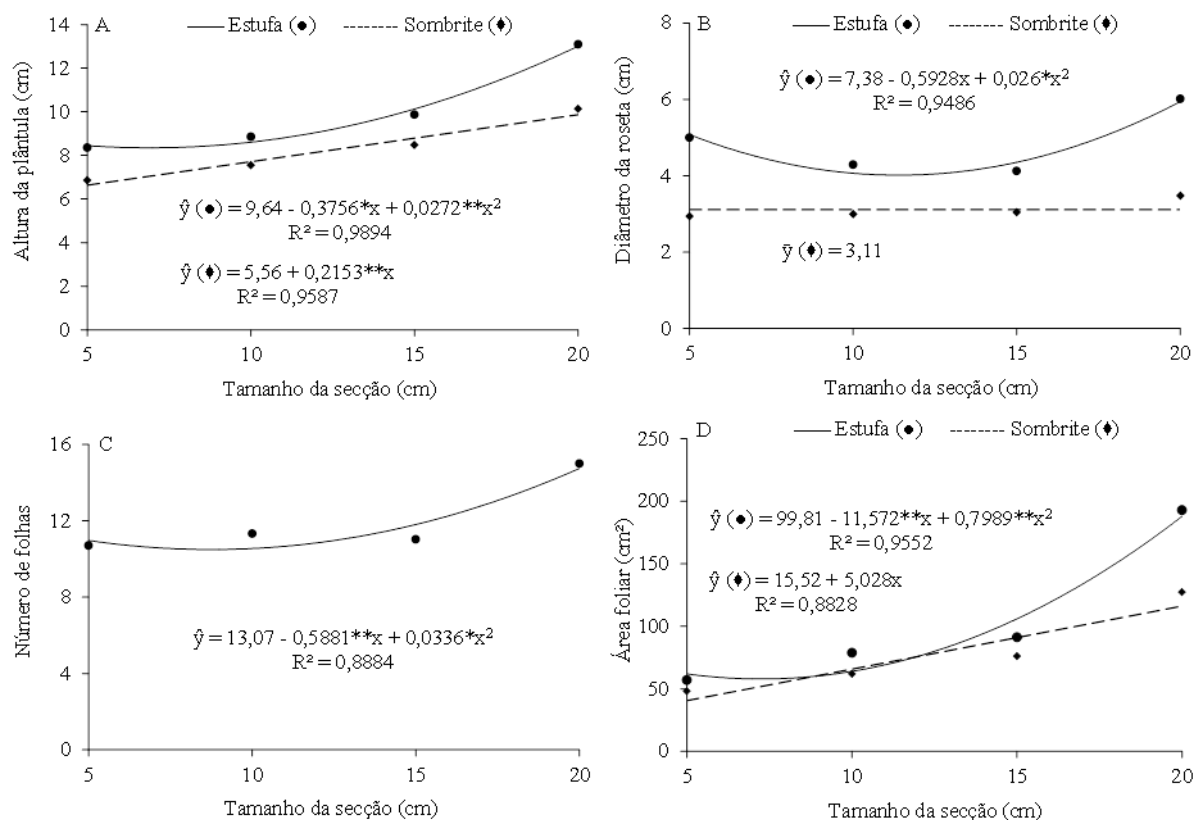 A
Estufa (●)
Sombrite (⧫)
Altura da plântula (cm)
14
12
10
8
6
4
2
0
ŷ (●) = 9,64 - 0,3756*x + 0,0272**x²
R² = 0,9894
ŷ (⧫) = 5,56 + 0,2153**x
R² = 0,9587
5
10
15
20
Tamanho da secção (cm)
B
Estufa (●)
Sombrite (⧫)
Diâmetro da roseta (cm)
8
6
4
2
0
ŷ (●) = 7,38 - 0,5928x + 0,026*x²
R² = 0,9486
ȳ (⧫) = 3,11
5
10
15
20
Tamanho da secção (cm)
C
Número de folhas
16
12
8
4
0
ŷ = 13,07 - 0,5881**x + 0,0336*x²
R² = 0,8884
5
10
15
20
Tamanho da secção (cm)
D
Estufa (●)
Sombrite (⧫)
Área foliar (cm²)
250
200
150
100
50
0
ŷ (●) = 99,81 - 11,572**x + 0,7989**x²
R² = 0,9552
ŷ (⧫) = 15,52 + 5,028x
R² = 0,8828
5
10
15
20
Tamanho da secção (cm)